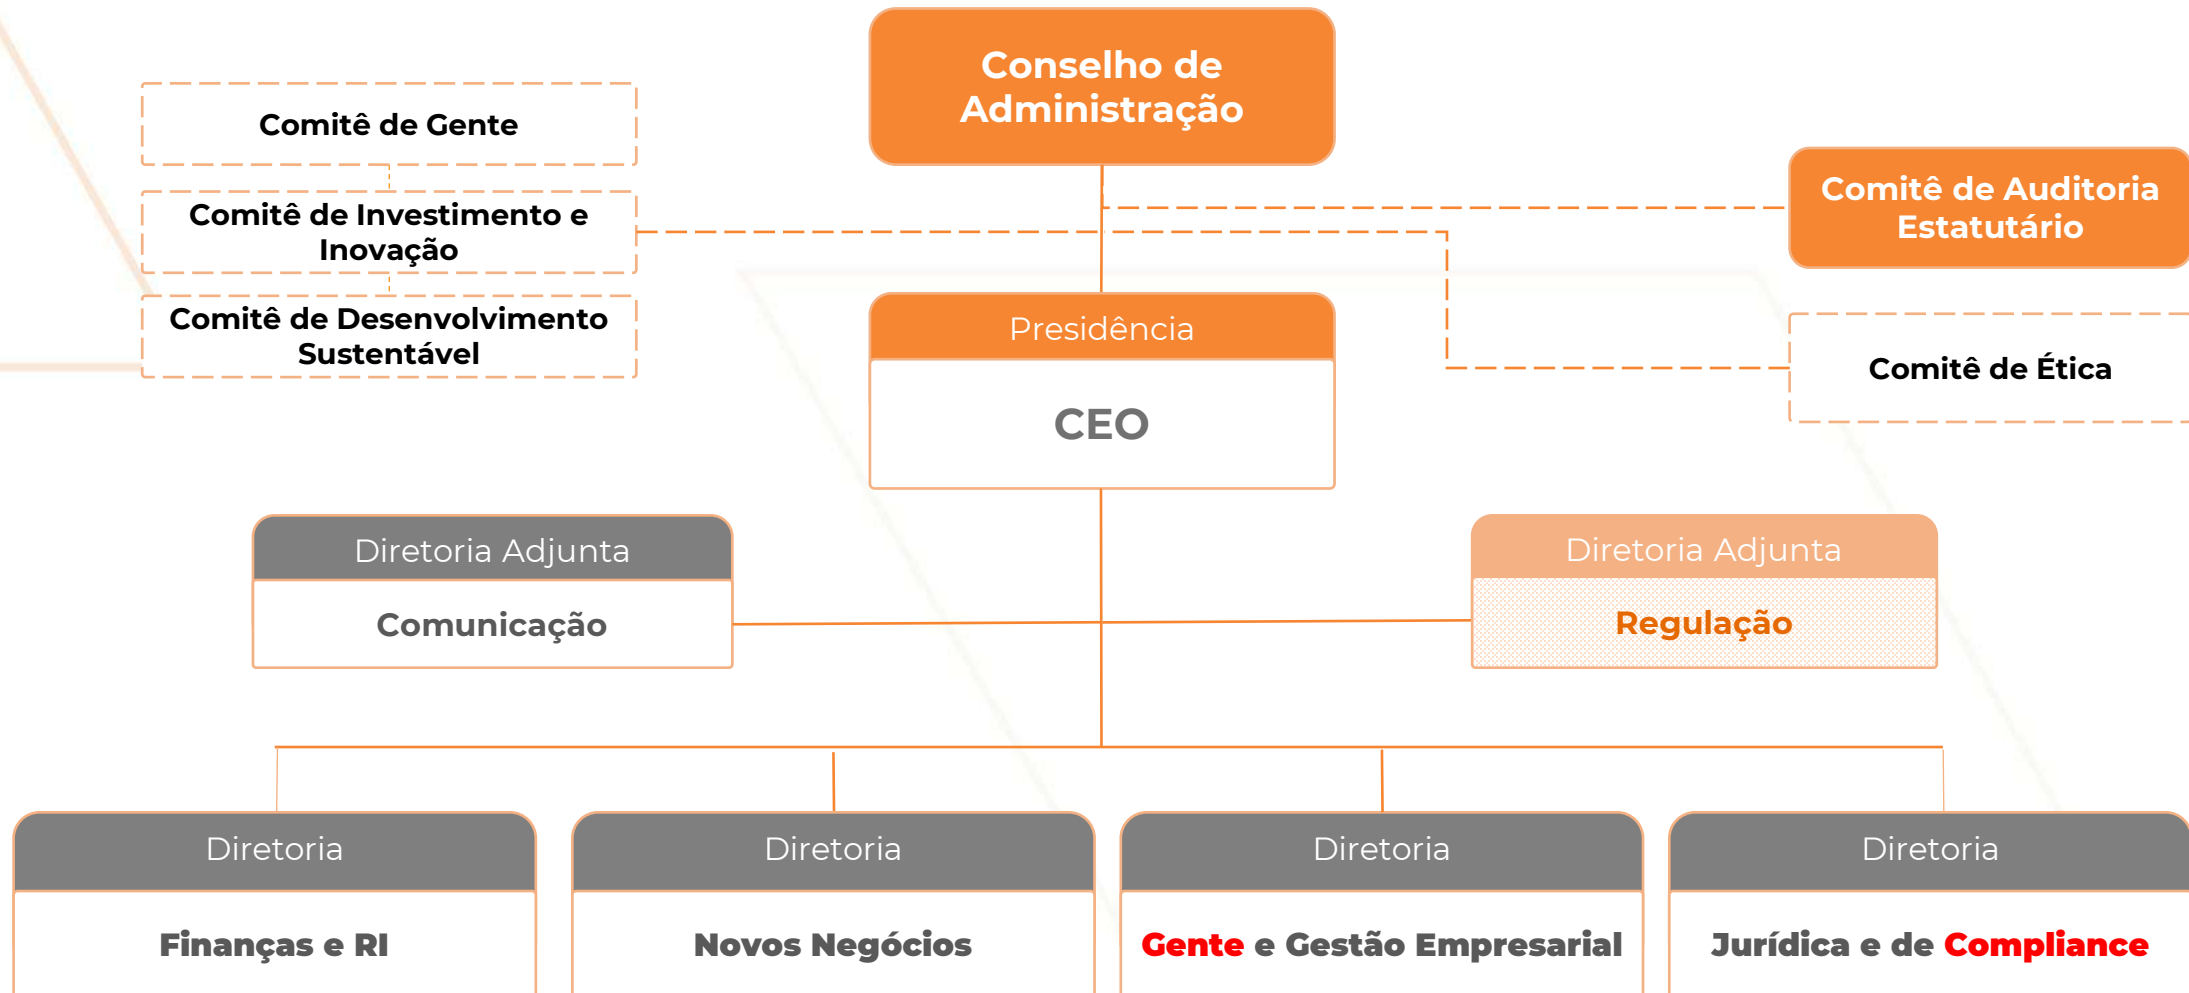 Conselho de
Administração
Comitê de Gente
Comitê de Investimento e
Inovação
Comitê de Desenvolvimento
Sustentável
Comitê de Auditoria
Estatutário
Comitê de Ética
Presidência
CEO
Diretoria Adjunta
Comunicação
Diretoria Adjunta
Regulação
Diretoria
Finanças e RI
Diretoria
Novos Negócios
Diretoria
Gente e Gestão Empresarial
Diretoria
Jurídica e de Compliance